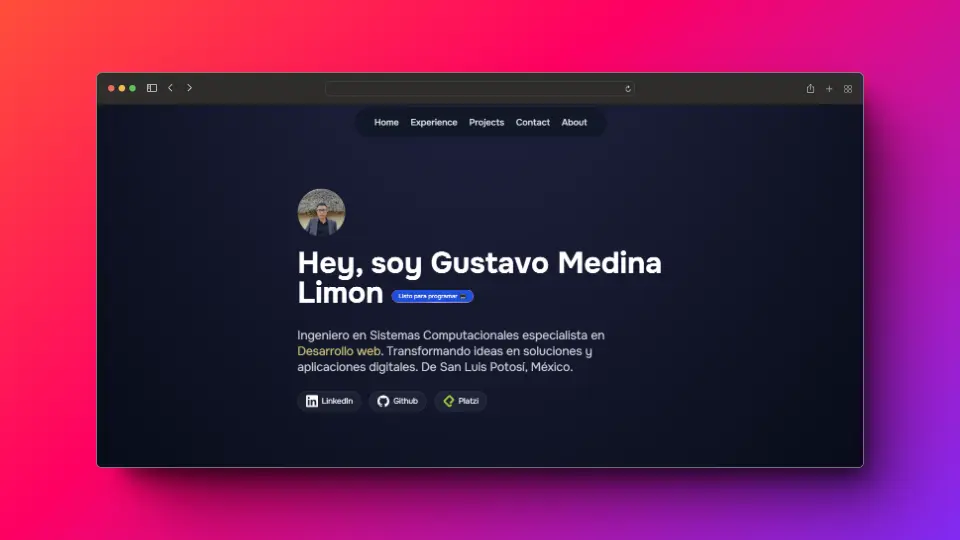 Home Experience Projects Contact About
Hey, soy Gustavo Medina
Limon Listo para programar
Ingeniero en Sistemas Computacionales especialista en
Desarrollo web. Transformando ideas en soluciones y
aplicaciones digitales. De San Luis Potosí, México.
LinkedIn Github Platzi